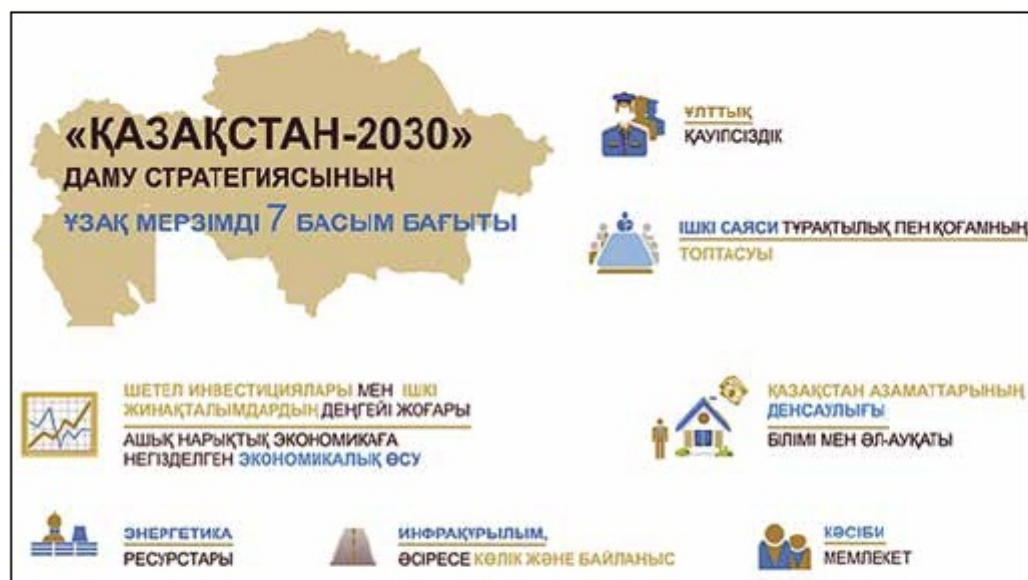 «ҚАЗАҚСТАН-2030»
ДАМУ СТРАТЕГИЯСЫНЫҢ
ҰЗАҚ МЕРЗІМДІ 7 БАСЫМ БАҒЫТЫ
ҰЛТТЫҚ
ҚАУІПСІЗДІК
ІШКІ САЯСИ ТҰРАҚТЫЛЫҚ ПЕН ҚОҒАМНЫҢ
ТОПТАСУЫ
ШЕТЕЛ ИНВЕСТИЦИЯЛАРЫ МЕН ІШКІ
ЖИНАҚТАЛЫМДАРДЫН ДЕҢГЕЙІ ЖОҒАРЫ
АШЫҚ НАРЫҚТЫҚ ЭКОНОМИКАҒА
НЕГІЗДЕЛГЕН ЭКОНОМИКАЛЫҚ ӨСУ
ҚАЗАҚСТАН АЗАМАТТАРЫНЫҢ
ДЕНСАУЛЫҒЫ
БІЛІМІ МЕН ӘЛ-АУҚАТЫ
ЭНЕРГЕТИКА
РЕСУРСТАРЫ
ИНФРАҚҰРЫЛЫМ,
ӘСІРЕСЕ КӨЛІК ЖӘНЕ БАЙЛАНЫС
КӘСІБИ
МЕМЛЕКЕТ